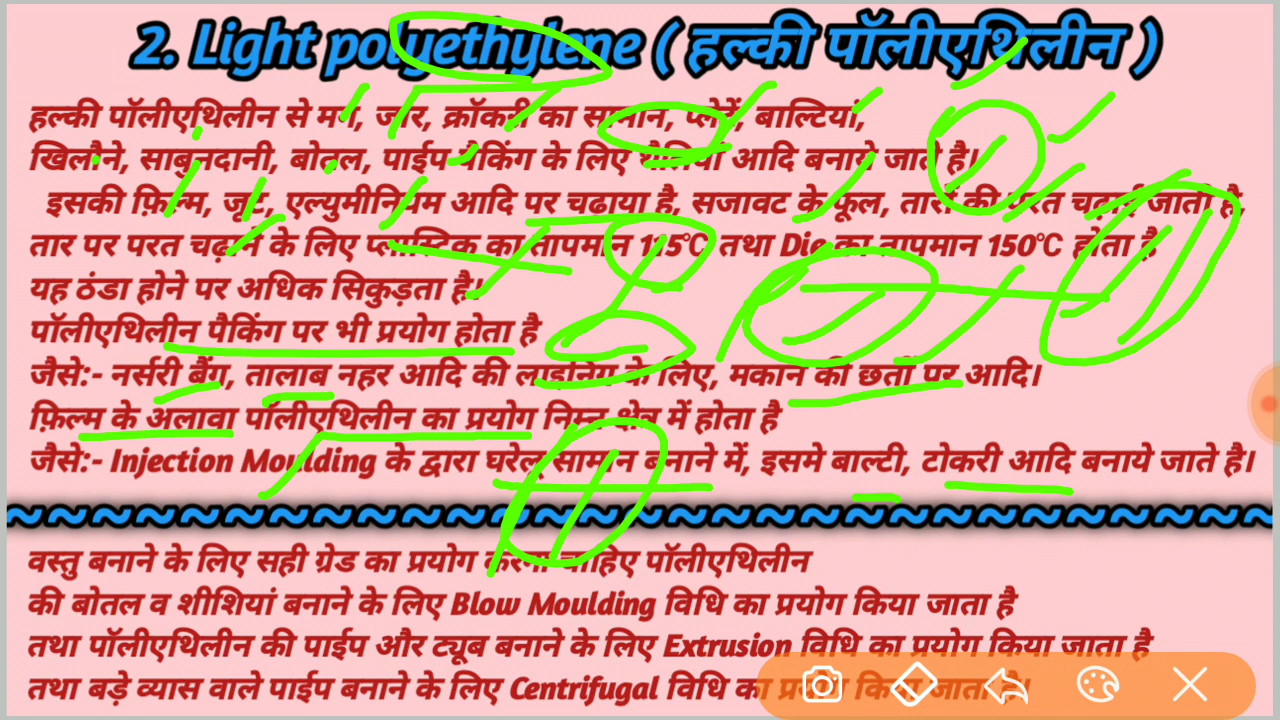 2. Light polyethylene ( हल्की पॉलीएथिलीन )
हल्की पॉलीएथिलीन से मग, जार, क्रॉकरी का सामान, प्लेटें, बाल्टियां,
खिलौने, साबुनदानी, बोतल, पाईप पैकिंग के लिए थैलियां आदि बनाये जाते है।
इसकी फ़िल्म, जूट, एल्युमीनियम आदि पर चढाया है, सजावट के फूल, तारों की परत चढ़ाई जाती है,
तार पर परत चढ़ाने के लिए प्लास्टिक का तापमान तथा Die का तापमान 150℃ होता है
यह ठंडा होने पर अधिक सिकुड़ता है।
पॉलीएथिलीन पैकिंग पर भी प्रयोग होता है
जैसे:- नर्सरी बैंग, तालाब नहर आदि की लाइनिंग के लिए, मकान की छतों पर आदि।
फ़िल्म के अलावा पॉलीएथिलीन का प्रयोग निम्न क्षेत्र में होता है
जैसे:- Injection Moulding के द्वारा घरेलू सामान बनाने में, इसमे बाल्टी, टोकरी आदि बनाये जाते है।
वस्तु बनाने के लिए सही ग्रेड का प्रयोग करना चाहिए पॉलीएथिलीन
की बोतल व शीशियां बनाने के लिए Blow Moulding विधि का प्रयोग किया जाता है
तथा पॉलीएथिलीन की पाईप और ट्यूब बनाने के लिए Extrusion विधि का प्रयोग किया जाता है
तथा बड़े व्यास वाले पाईप बनाने के लिए Centrifugal विधि का प्रयोग किया जाता है।